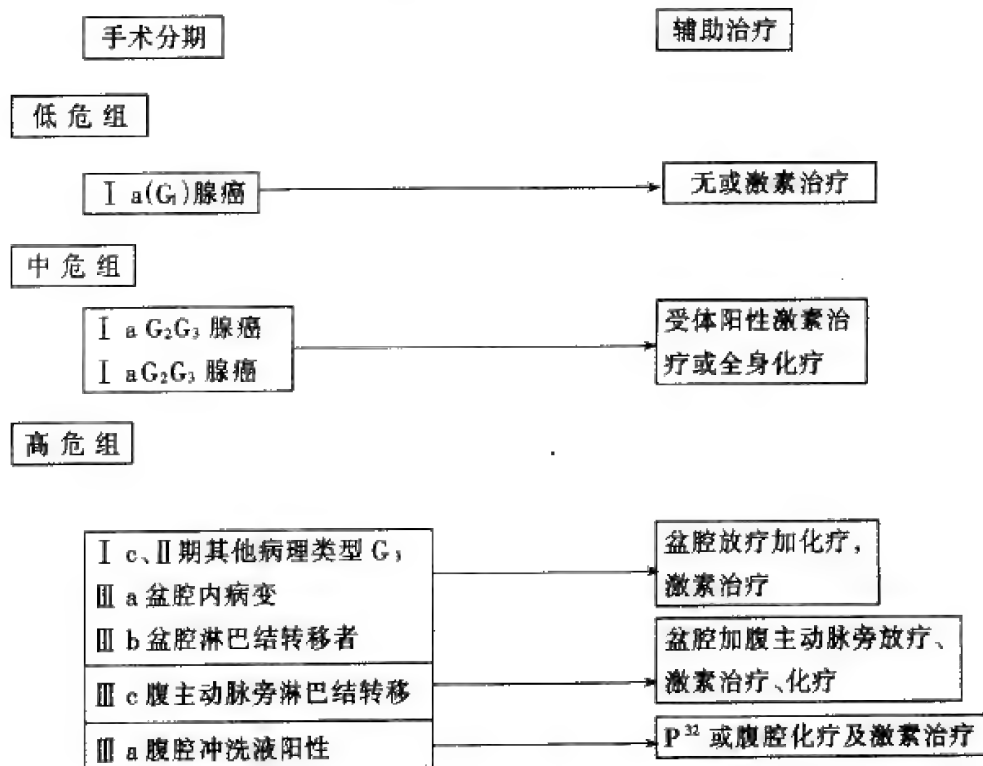 手术分期
辅助治疗
低危组
Ⅰa(G₁)腺癌
无或激素治疗
中危组
Ⅰa G₂G₃ 腺癌
Ⅰa G₂G₃ 腺癌
受体阳性激素治
疗或全身化疗
高危组
Ⅰc、Ⅱ期其他病理类型 G₃
Ⅲa 盆腔内病变
Ⅲb 盆腔淋巴结转移者
盆腔放疗加化疗，
激素治疗
Ⅲc 腹主动脉旁淋巴结转移
盆腔加腹主动脉旁放疗、
激素治疗、化疗
Ⅲa 腹腔冲洗液阳性
P³² 或腹腔化疗及激素治疗